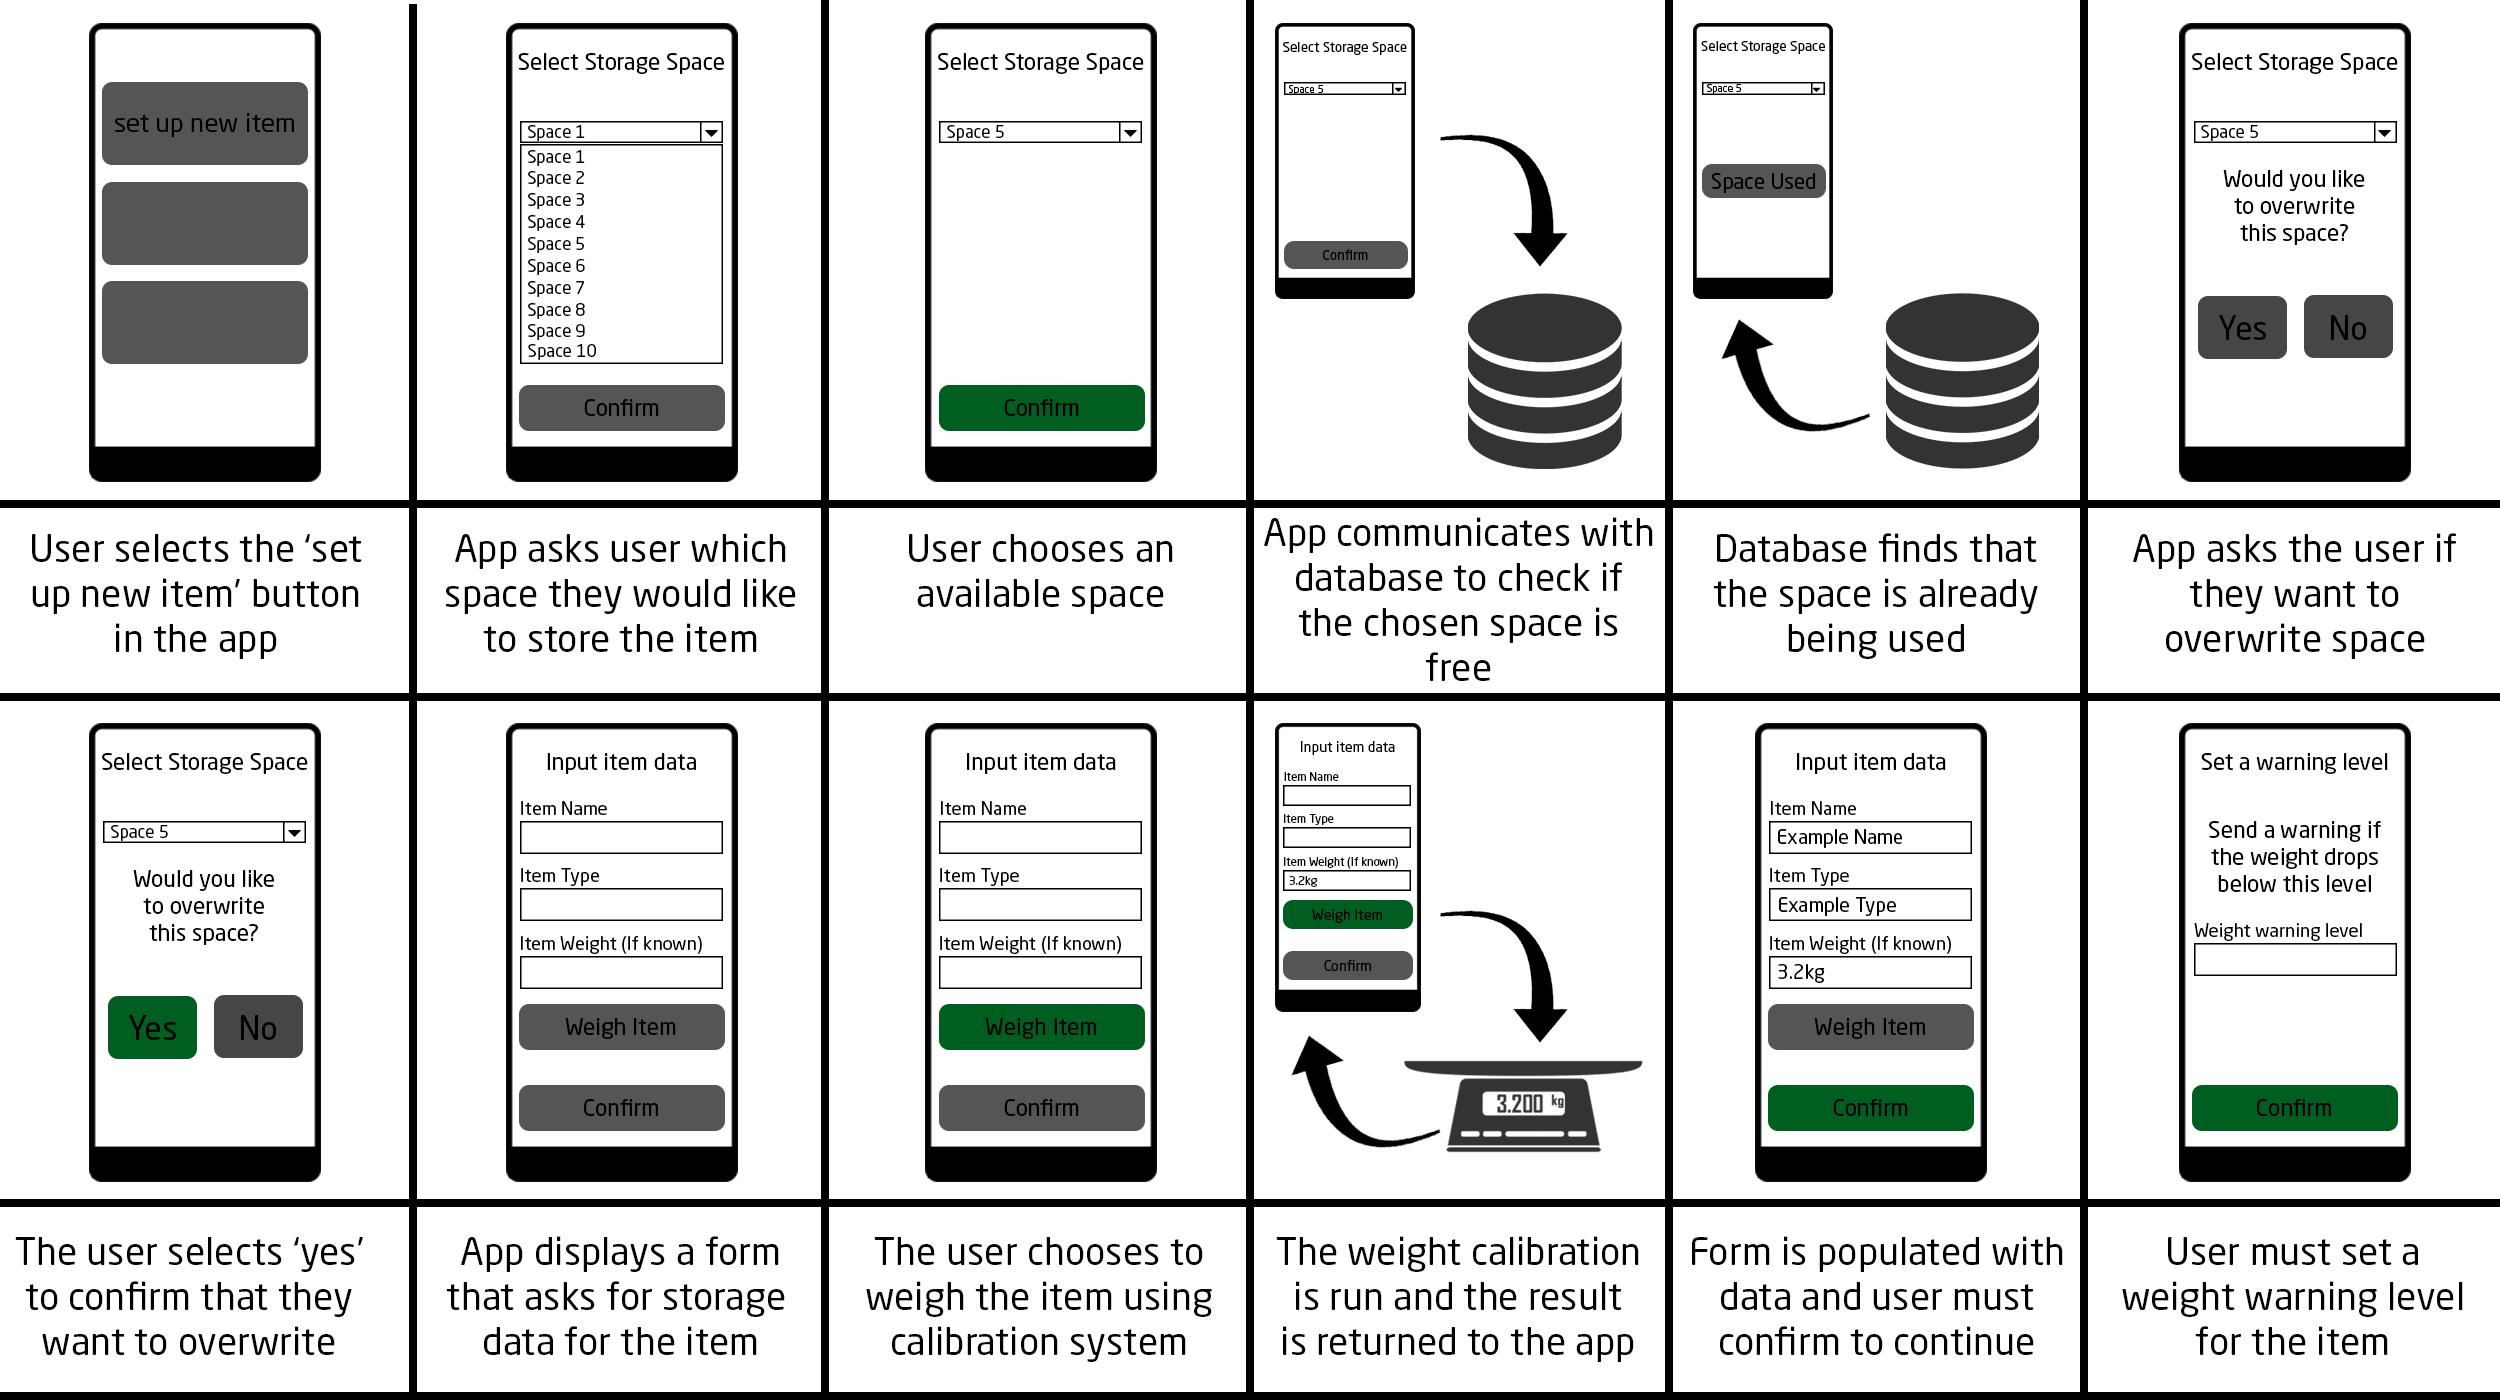 set up new item
Select Storage Space
Space 1
Space 1
Space 2
Space 3
Space 4
Space 5
Space 6
Space 7
Space 8
Space 9
Space 10
Confirm
Select Storage Space
Space 5
Confirm
Select Storage Space
Space 5
Confirm
Select Storage Space
Space 5
Space Used
Select Storage Space
Space 5
Would you like
to overwrite
this space?
Yes
No
User selects the ‘set
up new item’ button
in the app
App asks user which
space they would like
to store the item
User chooses an
available space
App communicates with
database to check if
the chosen space is
free
Database finds that
the space is already
being used
App asks the user if
they want to
overwrite space
Select Storage Space
Space 5
Would you like
to overwrite
this space?
Yes
No
Input item data
Item Name
Item Type
Item Weight (If known)
Weigh Item
Confirm
Input item data
Item Name
Item Type
Item Weight (If known)
Weigh Item
Confirm
Input item data
Item Name
Item Type
Item Weight (If known)
3.2kg
Weigh Item
Confirm
3.200 kg
Input item data
Item Name
Example Name
Item Type
Example Type
Item Weight (If known)
3.2kg
Weigh Item
Confirm
Set a warning level
Send a warning if
the weight drops
below this level
Weight warning level
Confirm
The user selects ‘yes’
to confirm that they
want to overwrite
App displays a form
that asks for storage
data for the item
The user chooses to
weigh the item using
calibration system
The weight calibration
is run and the result
is returned to the app
Form is populated with
data and user must
confirm to continue
User must set a
weight warning level
for the item